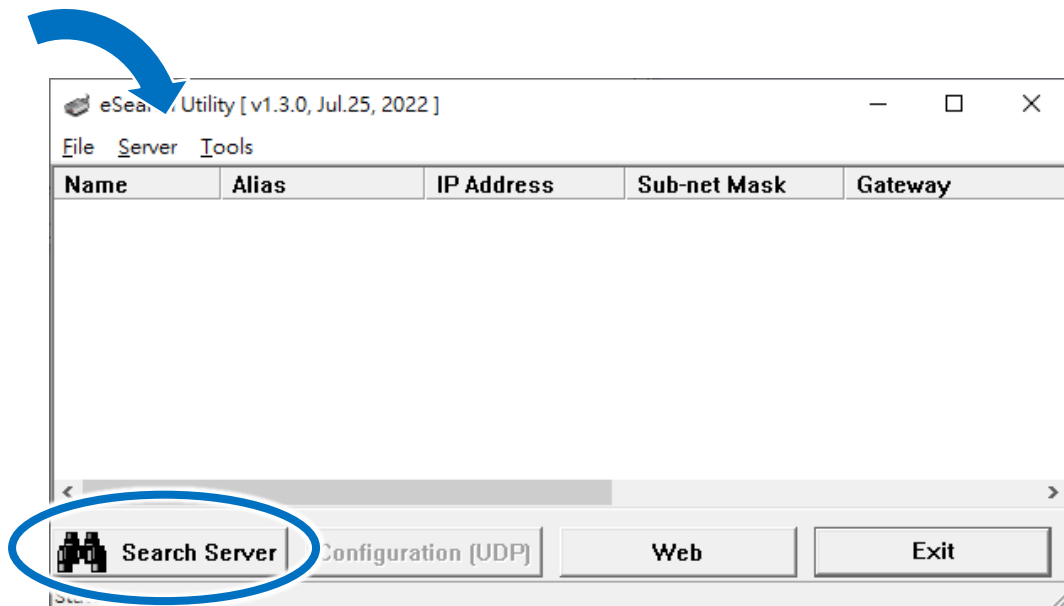 Utility [ v1.3.0, Jul.25, 2022 ]
File Server Tools
Name Alias IP Address Sub-net Mask Gateway
Search Server Configuration (UDP) Web Exit